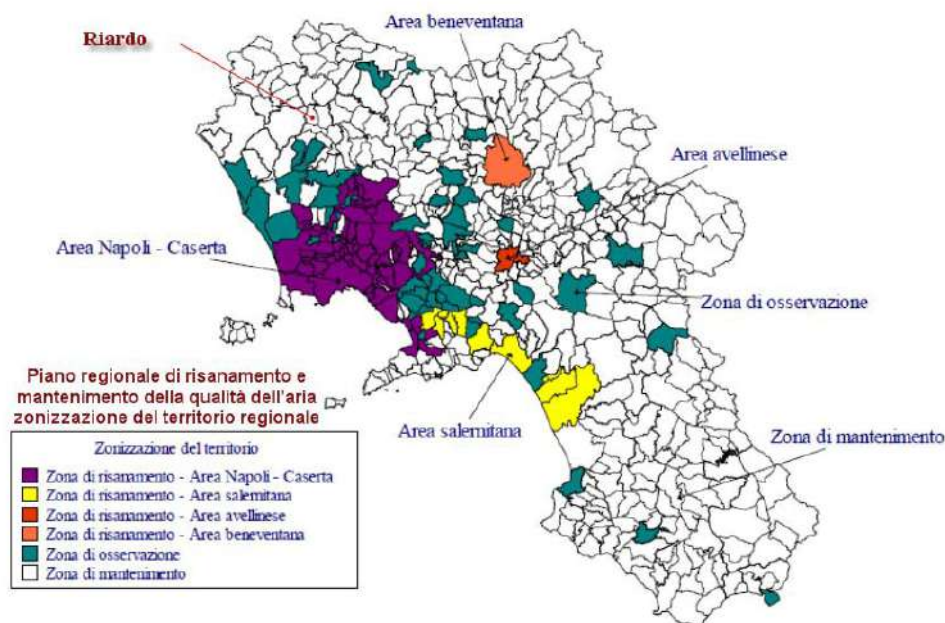 Area beneventana
Riardo
Area avellinese
Area Napoli - Caserta
Zona di osservazione
Piano regionale di risanamento e
mantenimento della qualità dell'aria
zonizzazione del territorio regionale
Area salernitana
Zona di mantenimento
Zonizzazione del territorio
Zona di risanamento - Area Napoli - Caserta
Zona di risanamento - Area salernitana
Zona di risanamento - Area avellinese
Zona di risanamento - Area beneventana
Zona di osservazione
Zona di mantenimento